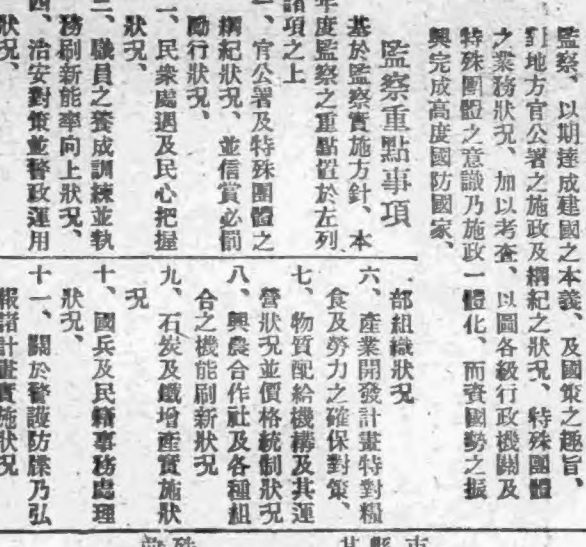 監察、以期達成建國之本義、及國策之趣旨、
對地方官公署之施政及綱紀之狀況、特殊團體
之業務狀況、加以考查、以圖各級行政機關及
特殊團體之意識乃施政一體化、而資國勢之振
興完成高度國防國家、
監察重點事項
基於監察實施方針、本
年度監察之重點置於左列
諸項之上
一、官公署及特殊團體之
綱紀狀況、並信賞必罰
勵行狀況、
二、民衆處遇及民心把握
狀況、
三、職員之養成訓練並執
務刷新能率向上狀況、
四、治安對策並警政運用
狀況、
部組織狀況
六、產業開發計畫特對糧
食及勞力之確保對策、
七、物質配給機構及其運
營狀況並價格統制狀況
八、興農合作社及各種組
合之機能刷新狀況
九、石炭及鐵增產實施狀
況
十、國兵及民籍事務處理
狀況、
十一、關於警護防諜乃弘
報諸計畫實施狀況